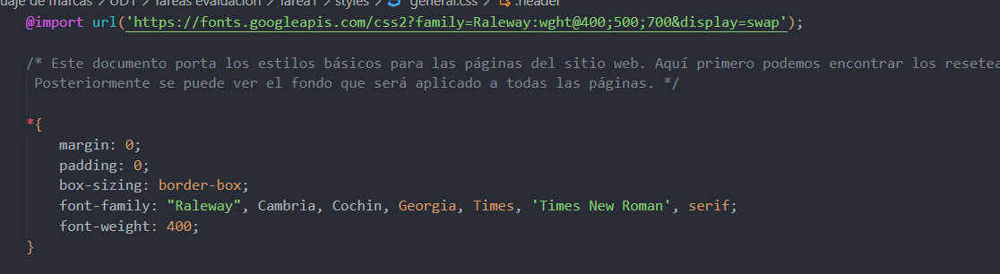 uaje de marcas > UD1 > Tareas evaluación > Tarea1 > styles > general.css > .header
@import url('https://fonts.googleapis.com/css2?family=Raleway:wght@400;500;700&display=swap');
/* Este documento porta los estilos básicos para las páginas del sitio web. Aquí primero podemos encontrar los resetea
Posteriormente se puede ver el fondo que será aplicado a todas las páginas. */
*{
margin: 0;
padding: 0;
box-sizing: border-box;
font-family: "Raleway", Cambria, Cochin, Georgia, Times, 'Times New Roman', serif;
font-weight: 400;
}